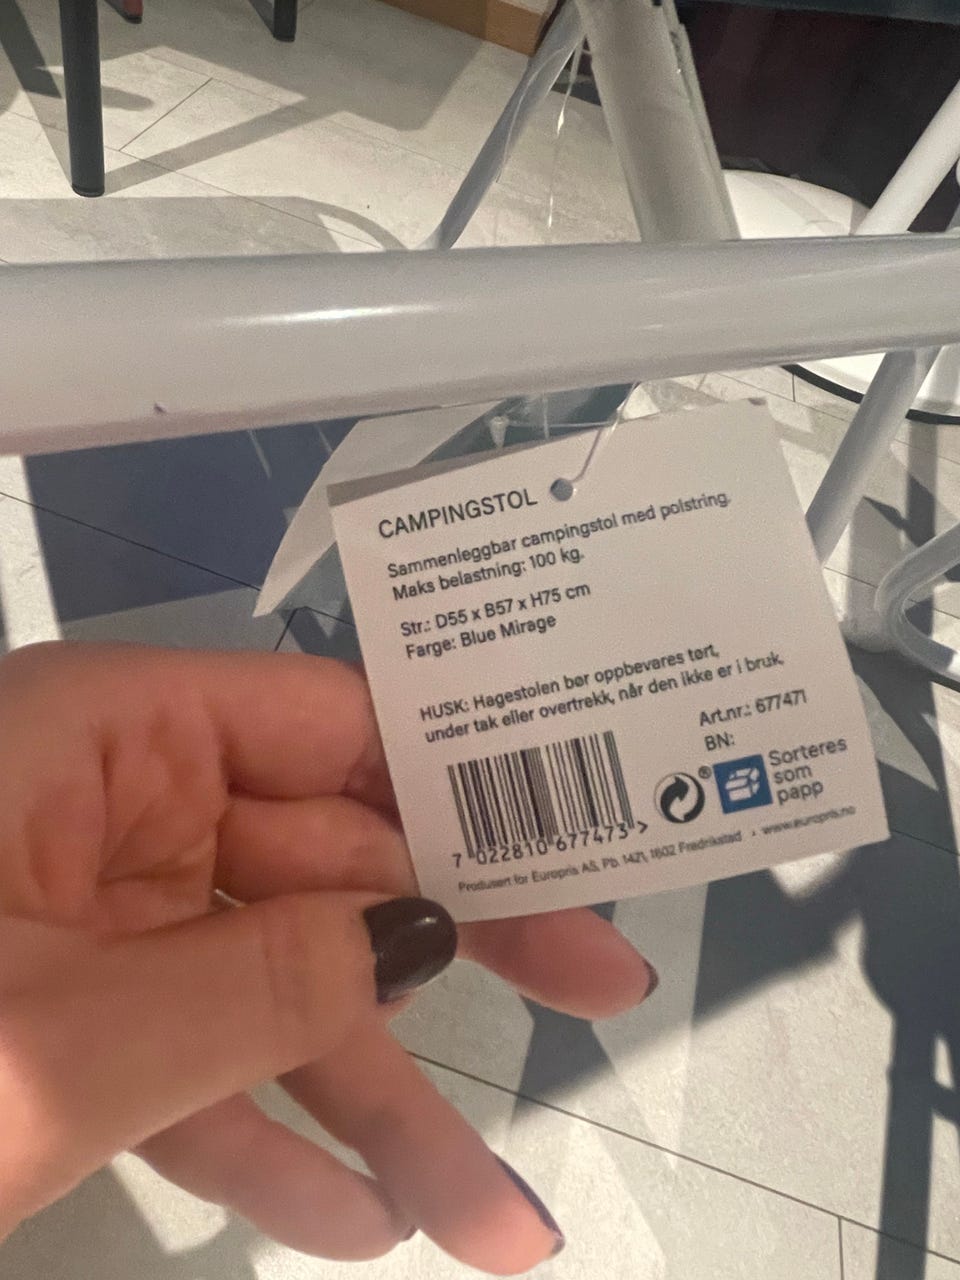 CAMPINGSTOL
Sammenleggbar campingstol med polstring.
Maks belastning: 100 kg.
Str.: D55 x B57 x H75 cm
Farge: Blue Mirage
HUSK: Hagestolen bør oppbevares tørt,
under tak eller overtrekk, når den ikke er i bruk.
Art.nr.: 677471
BN:
®
Sorteres
som
papp
7 022810 677473 >
Produsert for Europris AS, Pb. 1421, 1602 Fredrikstad › www.europris.no